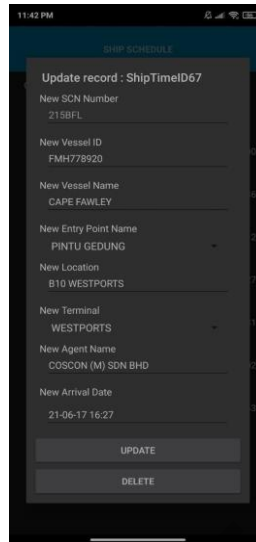 11:42 PM
SHIP SCHEDULE
Update record : ShipTimeID67
New SCN Number
215BFL
New Vessel ID
FMH778920
New Vessel Name
CAPE FAWLEY
New Entry Point Name
PINTU GEDUNG
New Location
B10 WESTPORTS
New Terminal
WESTPORTS
New Agent Name
COSCON (M) SDN BHD
New Arrival Date
21-06-17 16:27
UPDATE
DELETE